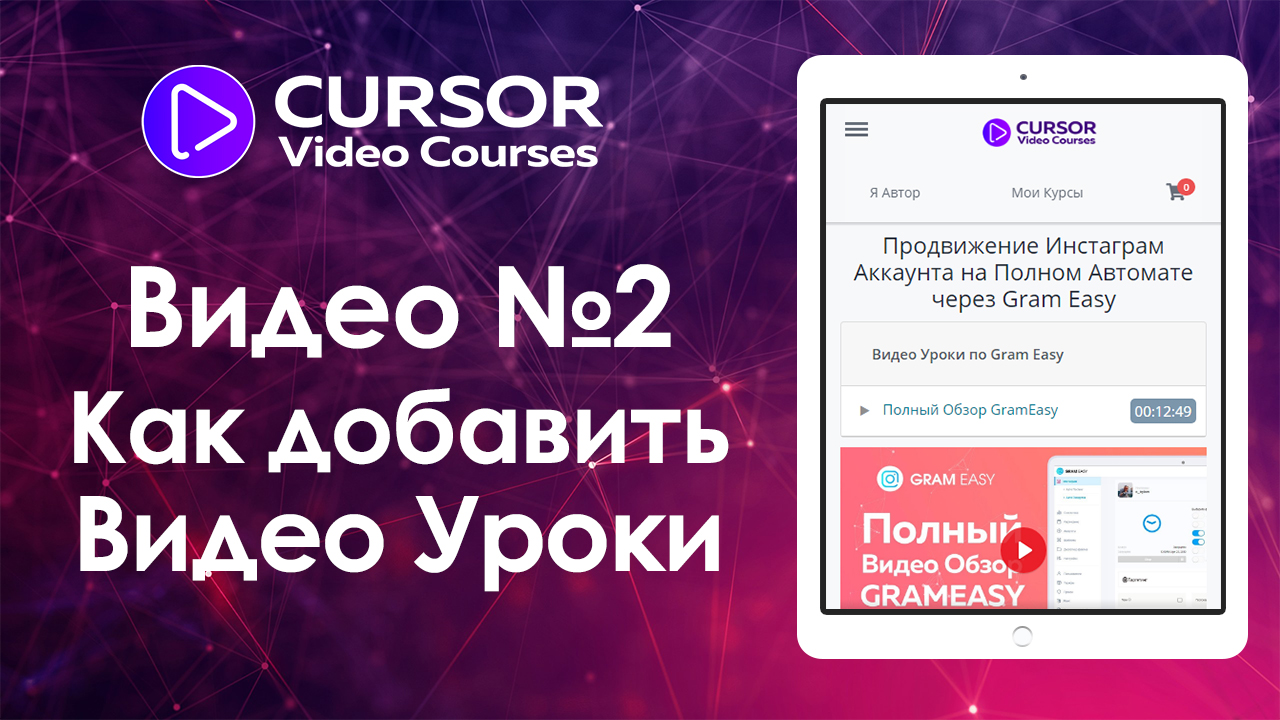 CURSOR
Video Courses
Видео №2
Как добавить
Видео Уроки
CURSOR
Video Courses
Я Автор
Мои Курсы
0
Продвижение Инстаграм
Аккаунта на Полном Автомате
через Gram Easy
Видео Уроки по Gram Easy
Полный Обзор GramEasy
00:12:49
GRAM EASY
Полный
Видео Обзор
GRAMEASY
GRAM EASY